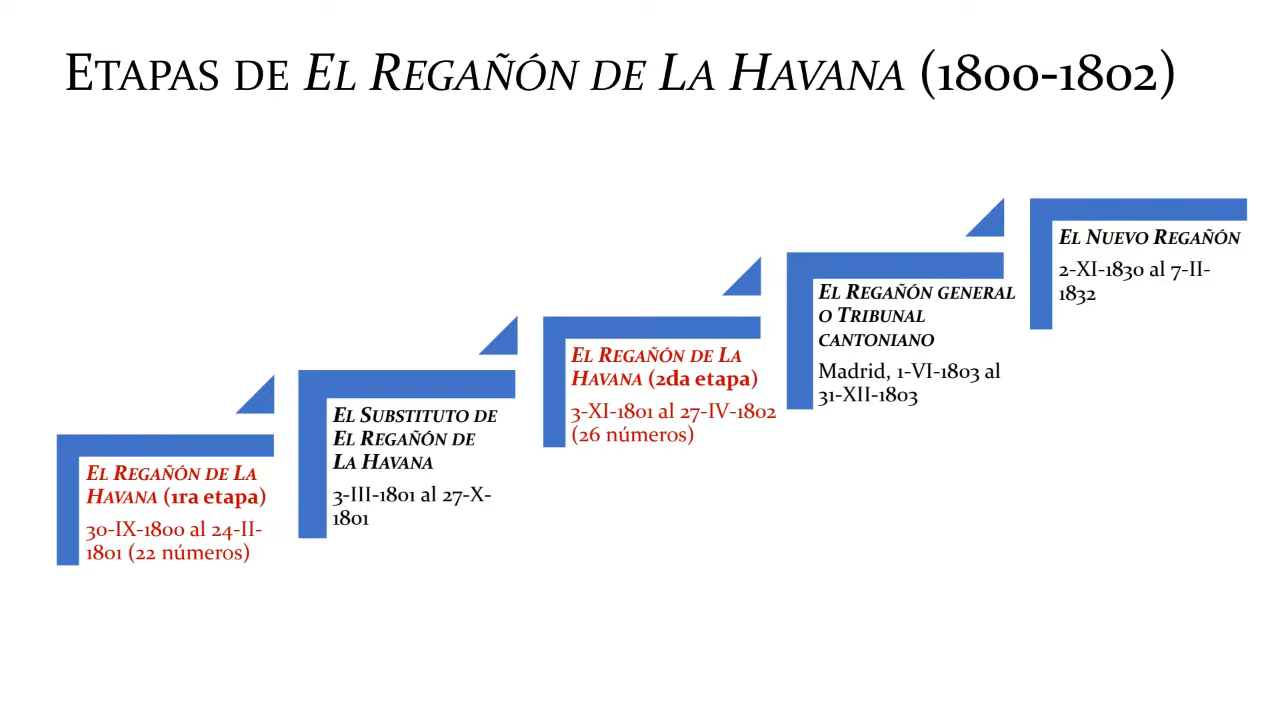 Etapas de El Regañón de La Havana (1800-1802)
El Regañón de La
Havana (1ra etapa)
30-IX-1800 al 24-II-
1801 (22 números)
El Substituto de
El Regañón de
La Havana
3-III-1801 al 27-X-
1801
El Regañón de La
Havana (2da etapa)
3-XI-1801 al 27-IV-1802
(26 números)
El Regañón general
o Tribunal
cantoniano
Madrid, 1-VI-1803 al
31-XII-1803
El Nuevo Regañón
2-XI-1830 al 7-II-
1832